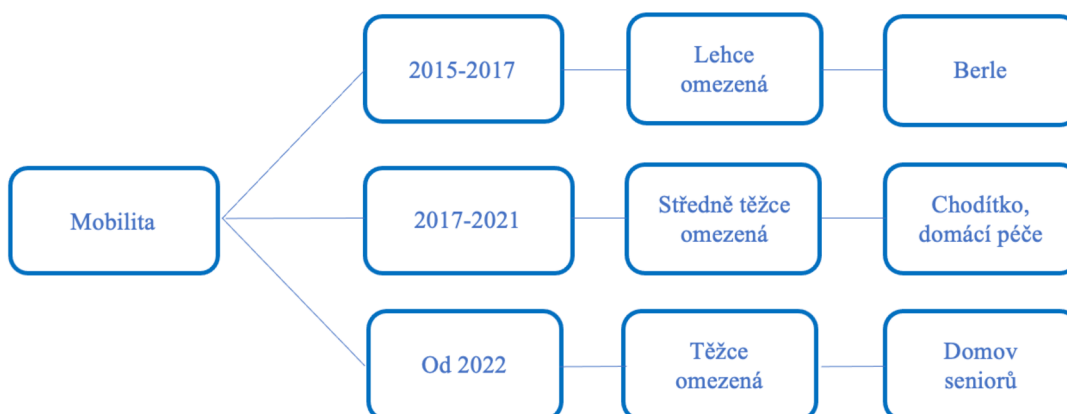 Mobilita
2015-2017
Lehce
omezená
Berle
2017-2021
Středně těžce
omezená
Chodítko,
domácí péče
Od 2022
Těžce
omezená
Domov
seniorů